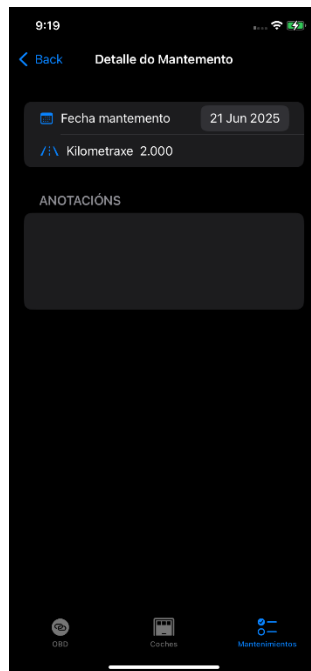 9:19
Back Detalle do Mantemento
Fecha mantemento 21 Jun 2025
Kilometraxe 2.000
ANOTACIÓNS
OBD Coches Mantenimientos